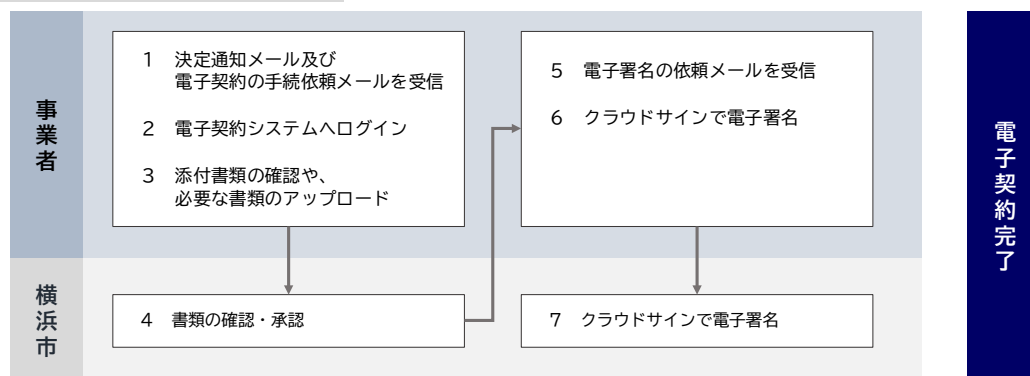 事業者
1 決定通知メール及び
電子契約の手続依頼メールを受信
2 電子契約システムへログイン
3 添付書類の確認や、
必要な書類のアップロード
5 電子署名の依頼メールを受信
6 クラウドサインで電子署名
横浜市
4 書類の確認・承認
7 クラウドサインで電子署名
電子契約完了